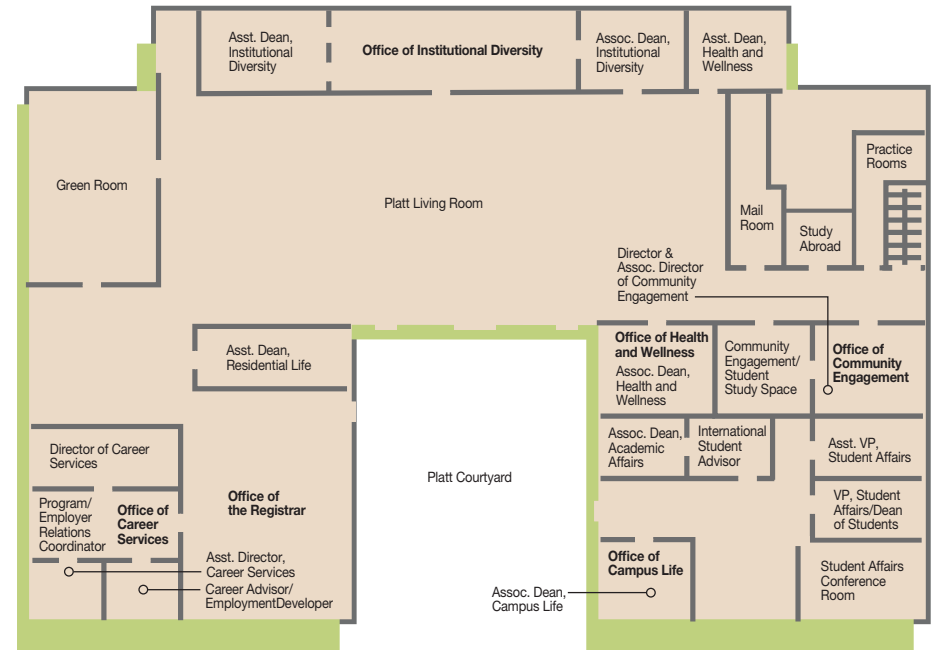 Asst. Dean,
Institutional
Diversity
Office of Institutional Diversity
Assoc. Dean,
Institutional
Diversity
Asst. Dean,
Health and
Wellness
Practice
Rooms
Green Room
Platt Living Room
Mail
Room
Study
Abroad
Director &
Assoc. Director
of Community
Engagement
Asst. Dean,
Residential Life
Office of Health
and Wellness
Assoc. Dean,
Health and
Wellness
Community
Engagement/
Student
Study Space
Office of
Community
Engagement
Assoc. Dean,
Academic
Affairs
International
Student
Advisor
Asst. VP,
Student Affairs
Director of Career
Services
Platt Courtyard
VP, Student
Affairs/Dean
of Students
Program/
Employer
Relations
Coordinator
Office of
Career
Services
Office of
the Registrar
Asst. Director,
Career Services
Career Advisor/
EmploymentDeveloper
Office of
Campus Life
Assoc. Dean,
Campus Life
Student Affairs
Conference
Room